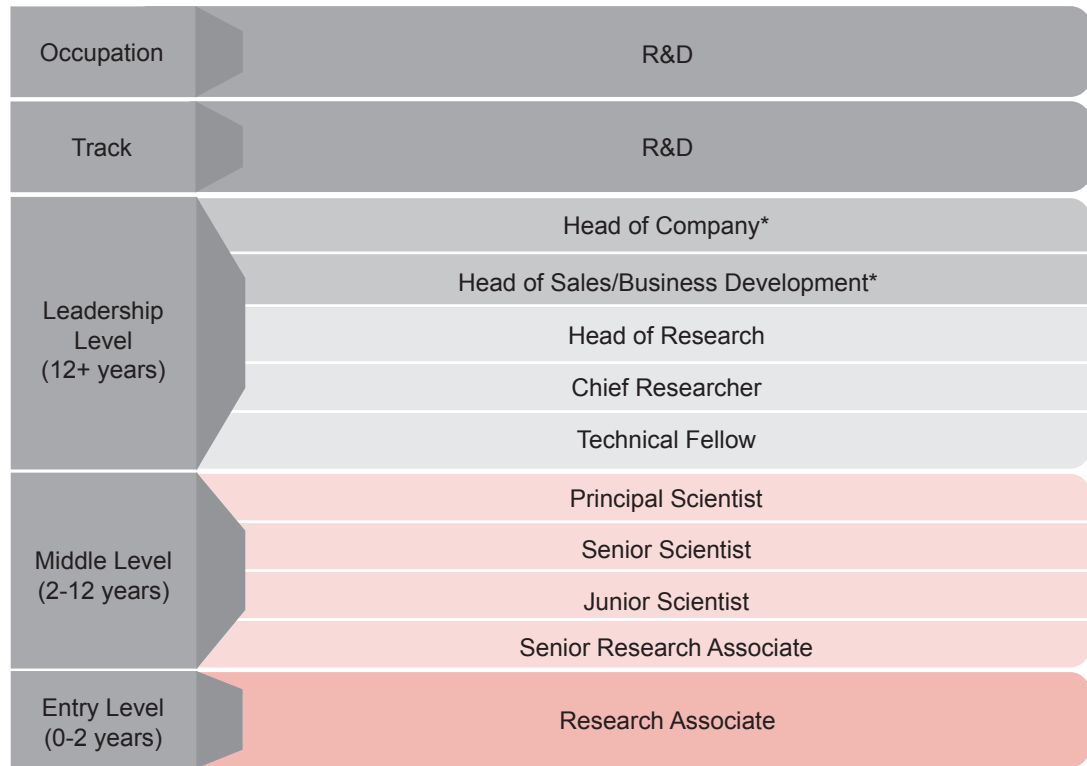 Occupation
R&D
Track
R&D
Leadership
Level
(12+ years)
Head of Company*
Head of Sales/Business Development*
Head of Research
Chief Researcher
Technical Fellow
Middle Level
(2-12 years)
Principal Scientist
Senior Scientist
Junior Scientist
Senior Research Associate
Entry Level
(0-2 years)
Research Associate